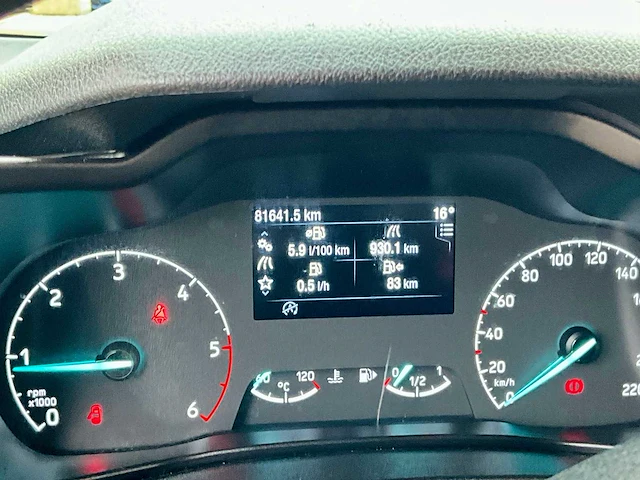 81641.5 km 16°
5.9 l/100 km 930.1 km
0.5 l/h 83 km
0 1 2 3 4 5 6
rpm
x1000
60 120
°C
0 1/2 1
0 20 40 60 80 100 120 140 220
km/h